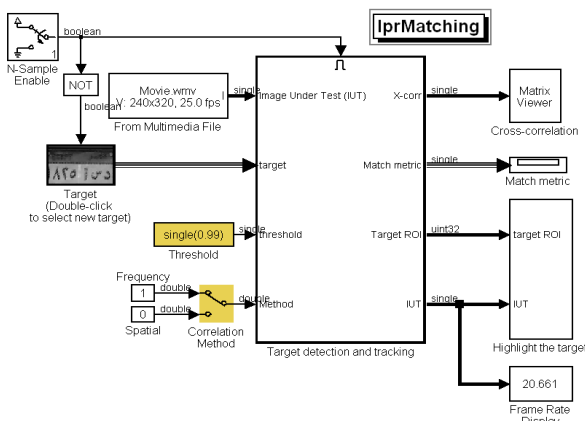 lprMatching
boolean
1
N-Sample
Enable
NOT
boolean
Movie.wmv
V: 240x320, 25.0 fps
I
single
From Multimedia File
Image Under Test (IUT)
X-corr
single
Matrix
Viewer
Cross-correlation
target
Match metric
single
Match metric
Target
(Double-click
to select new target)
single(0.99)
single
threshold
Threshold
Target ROI
uint32
target ROI
Frequency
1
double
0
double
Spatial
Correlation
Method
double
Method
IUT
single
IUT
Target detection and tracking
Highlight the target
20.661
Frame Rate
Display